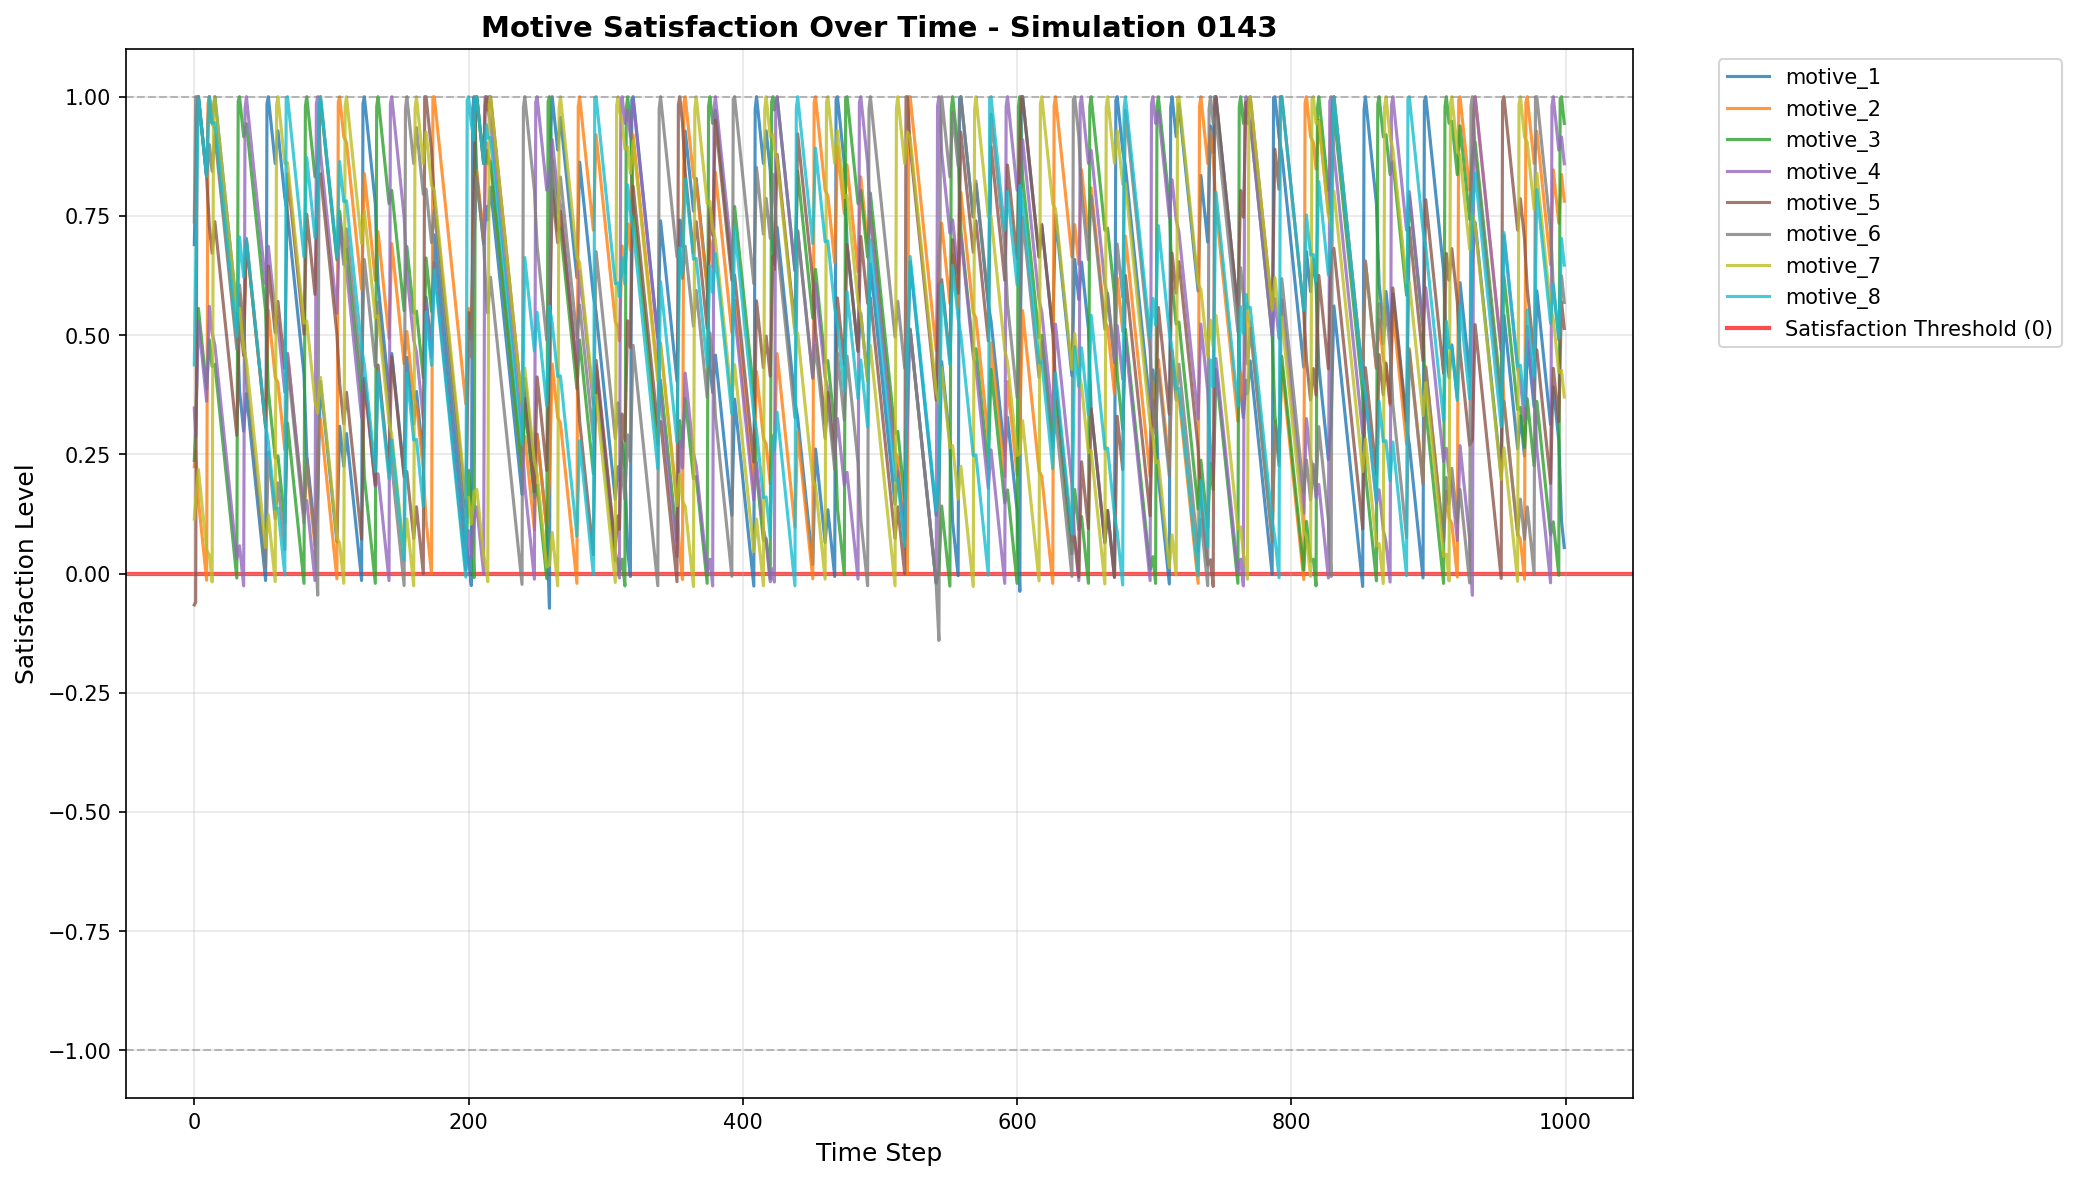 Motive Satisfaction Over Time - Simulation 0143
Satisfaction Level
1.00
0.75
0.50
0.25
0.00
−0.25
−0.50
−0.75
−1.00
0
200
400
600
800
1000
Time Step
motive_1
motive_2
motive_3
motive_4
motive_5
motive_6
motive_7
motive_8
Satisfaction Threshold (0)